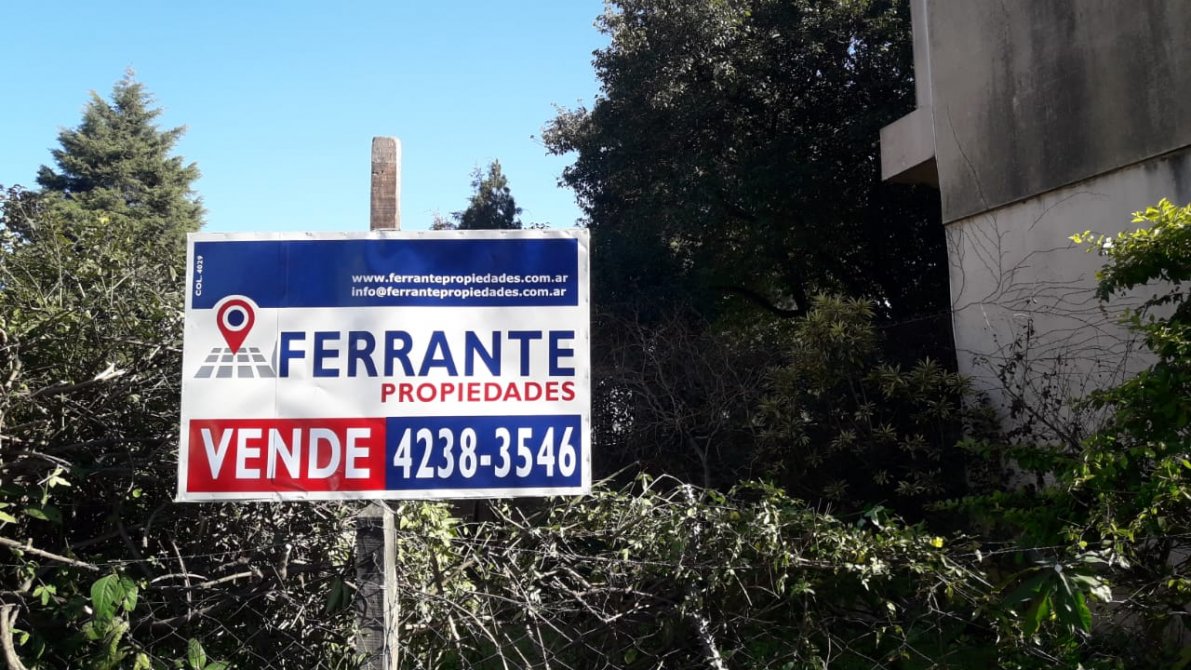 COL. 4029
www.ferrantepropiedades.com.ar
info@ferrantepropiedades.com.ar
FERRANTE
PROPIEDADES
VENDE 4238-3546